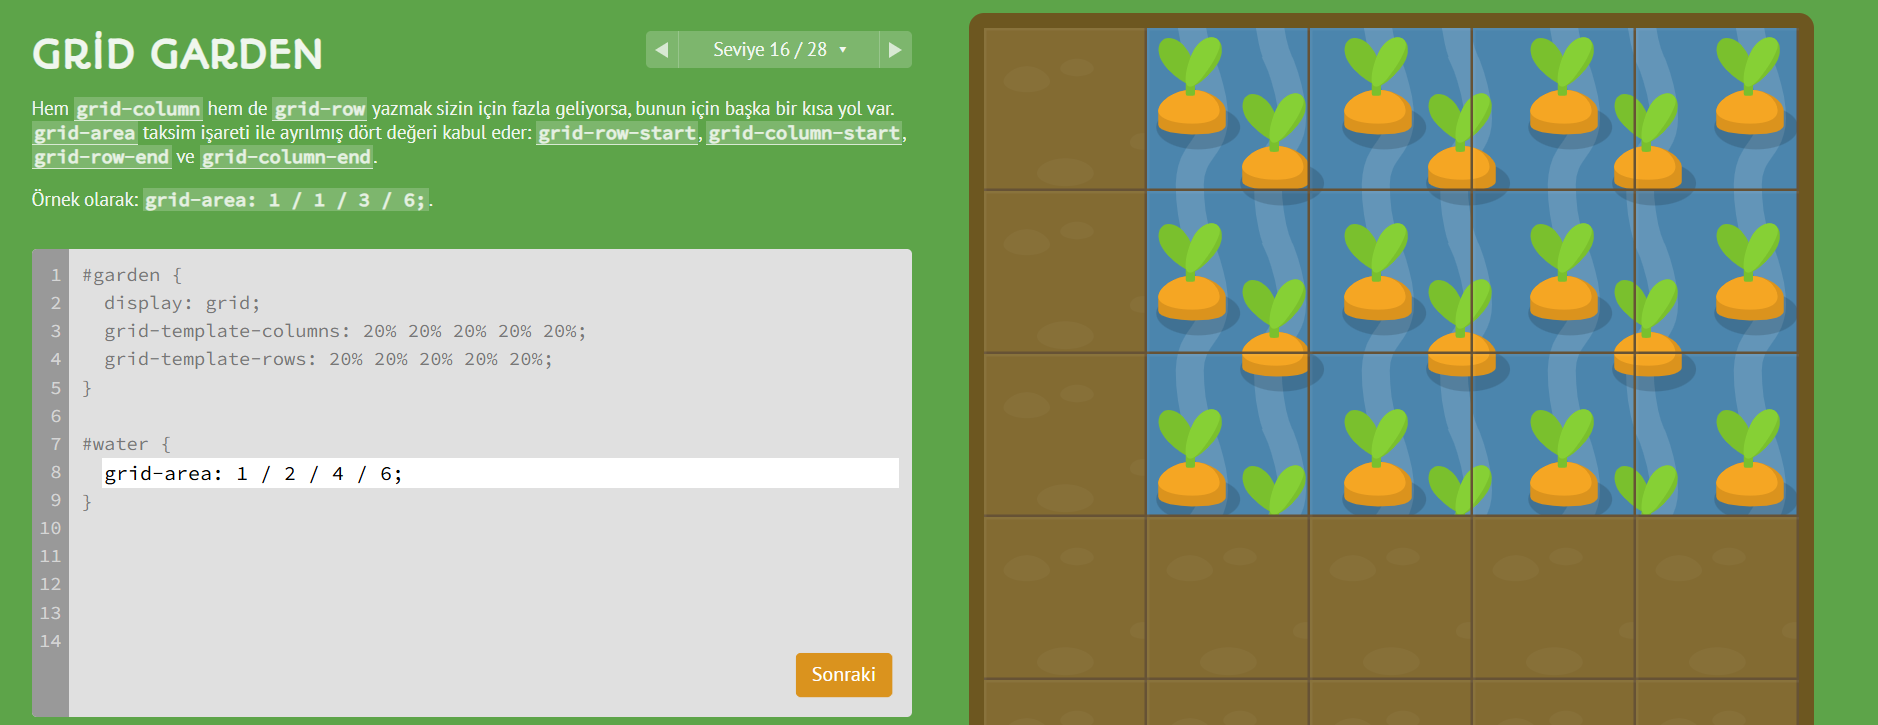 GRİD GARDEN
◀ Seviye 16 / 28 ▾ ▶
Hem grid-column hem de grid-row yazmak sizin için fazla geliyorsa, bunun için başka bir kısa yol var.
grid-area taksim işareti ile ayrılmış dört değeri kabul eder: grid-row-start, grid-column-start,
grid-row-end ve grid-column-end.
Örnek olarak: grid-area: 1 / 1 / 3 / 6;.
1 #garden {
2 display: grid;
3 grid-template-columns: 20% 20% 20% 20% 20%;
4 grid-template-rows: 20% 20% 20% 20% 20%;
5 }
6
7 #water {
8 grid-area: 1 / 2 / 4 / 6;
9 }
10
11
12
13
14
Sonraki